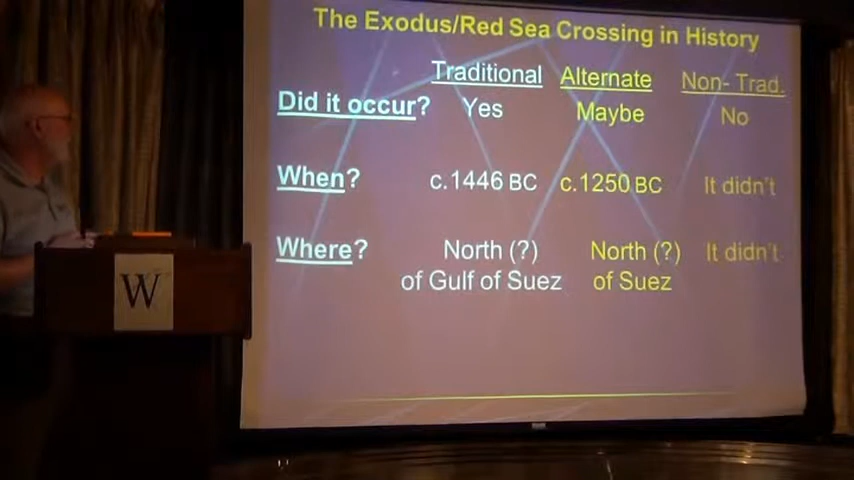 The Exodus/Red Sea Crossing in History
Traditional Alternate Non- Trad.
Did it occur? Yes Maybe No
When? c.1446 BC c.1250 BC It didn't
Where? North (?) North (?) It didn't
of Gulf of Suez of Suez
W